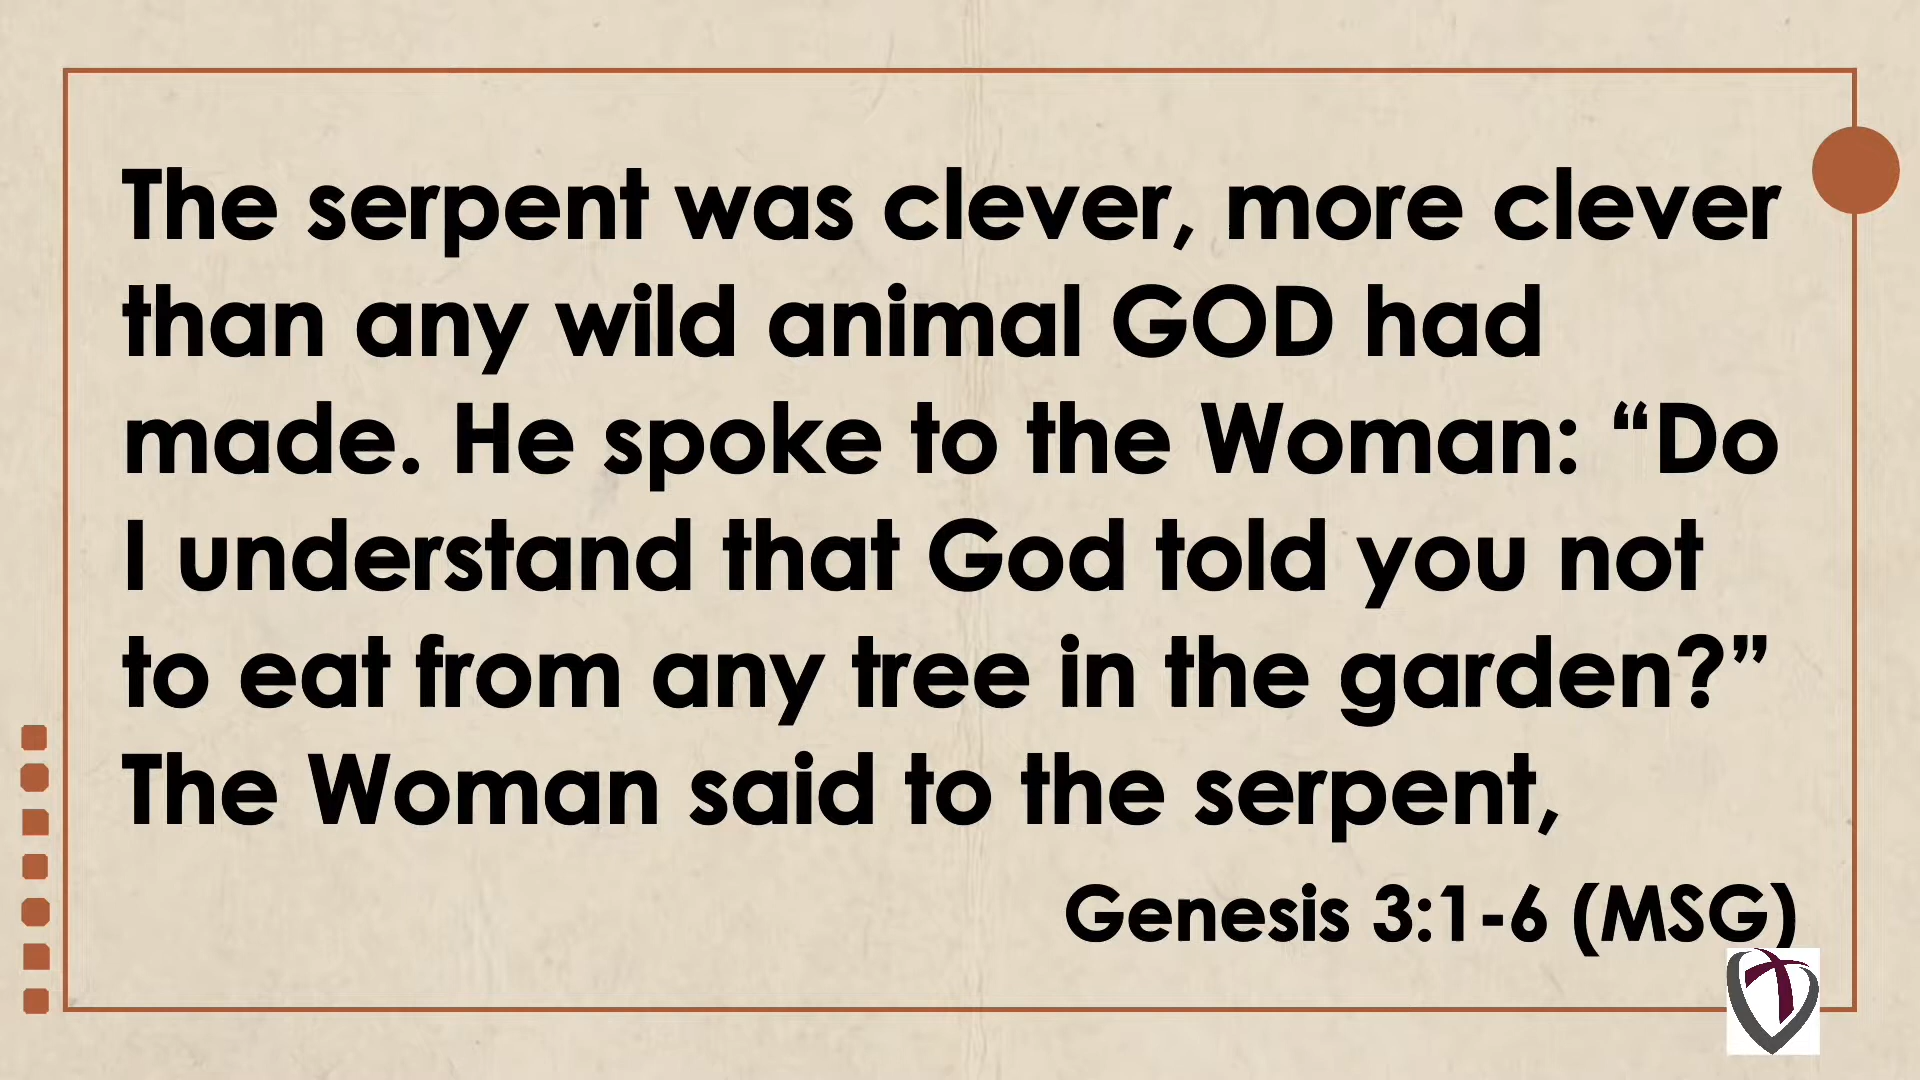 The serpent was clever, more clever
than any wild animal GOD had
made. He spoke to the Woman: “Do
I understand that God told you not
to eat from any tree in the garden?”
The Woman said to the serpent,
Genesis 3:1-6 (MSG)